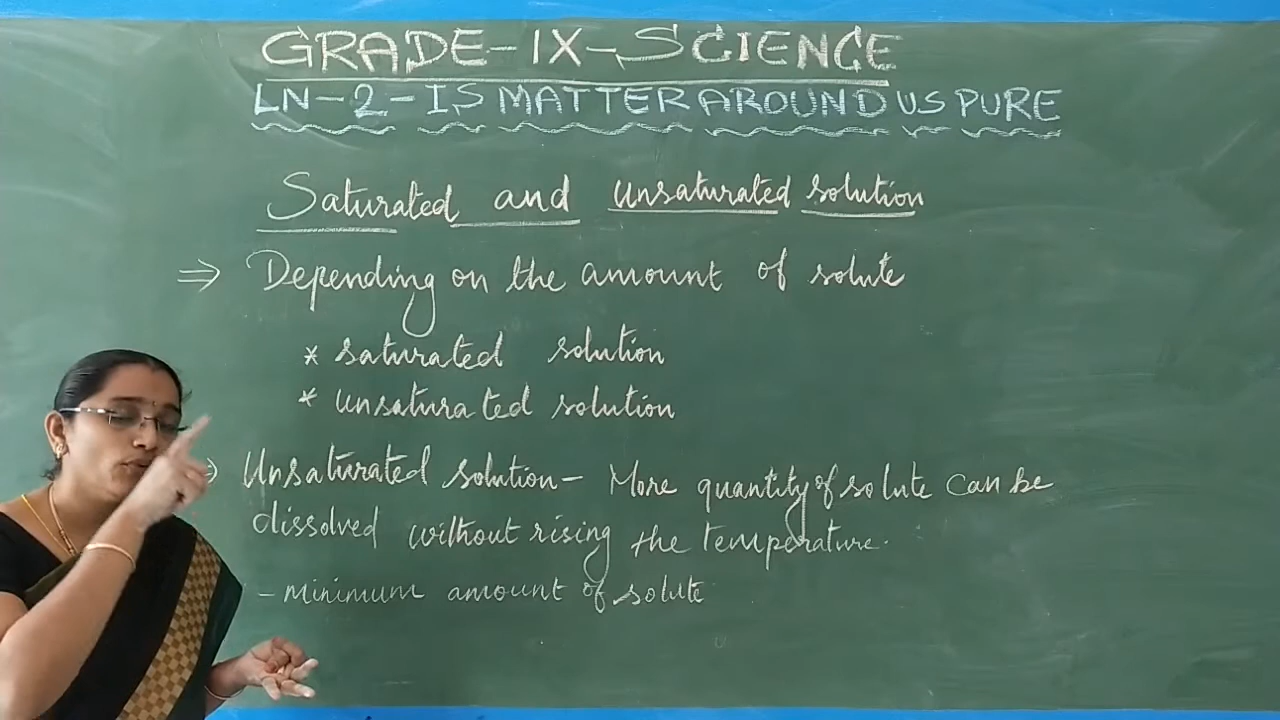 GRADE-IX-SCIENCE
LN-2-IS MATTER AROUND US PURE
Saturated and unsaturated solution
⇒ Depending on the amount of solute
* saturated solution
* unsaturated solution
Unsaturated solution - More quantity of solute can be
dissolved without rising the temperature.
- minimum amount of solute